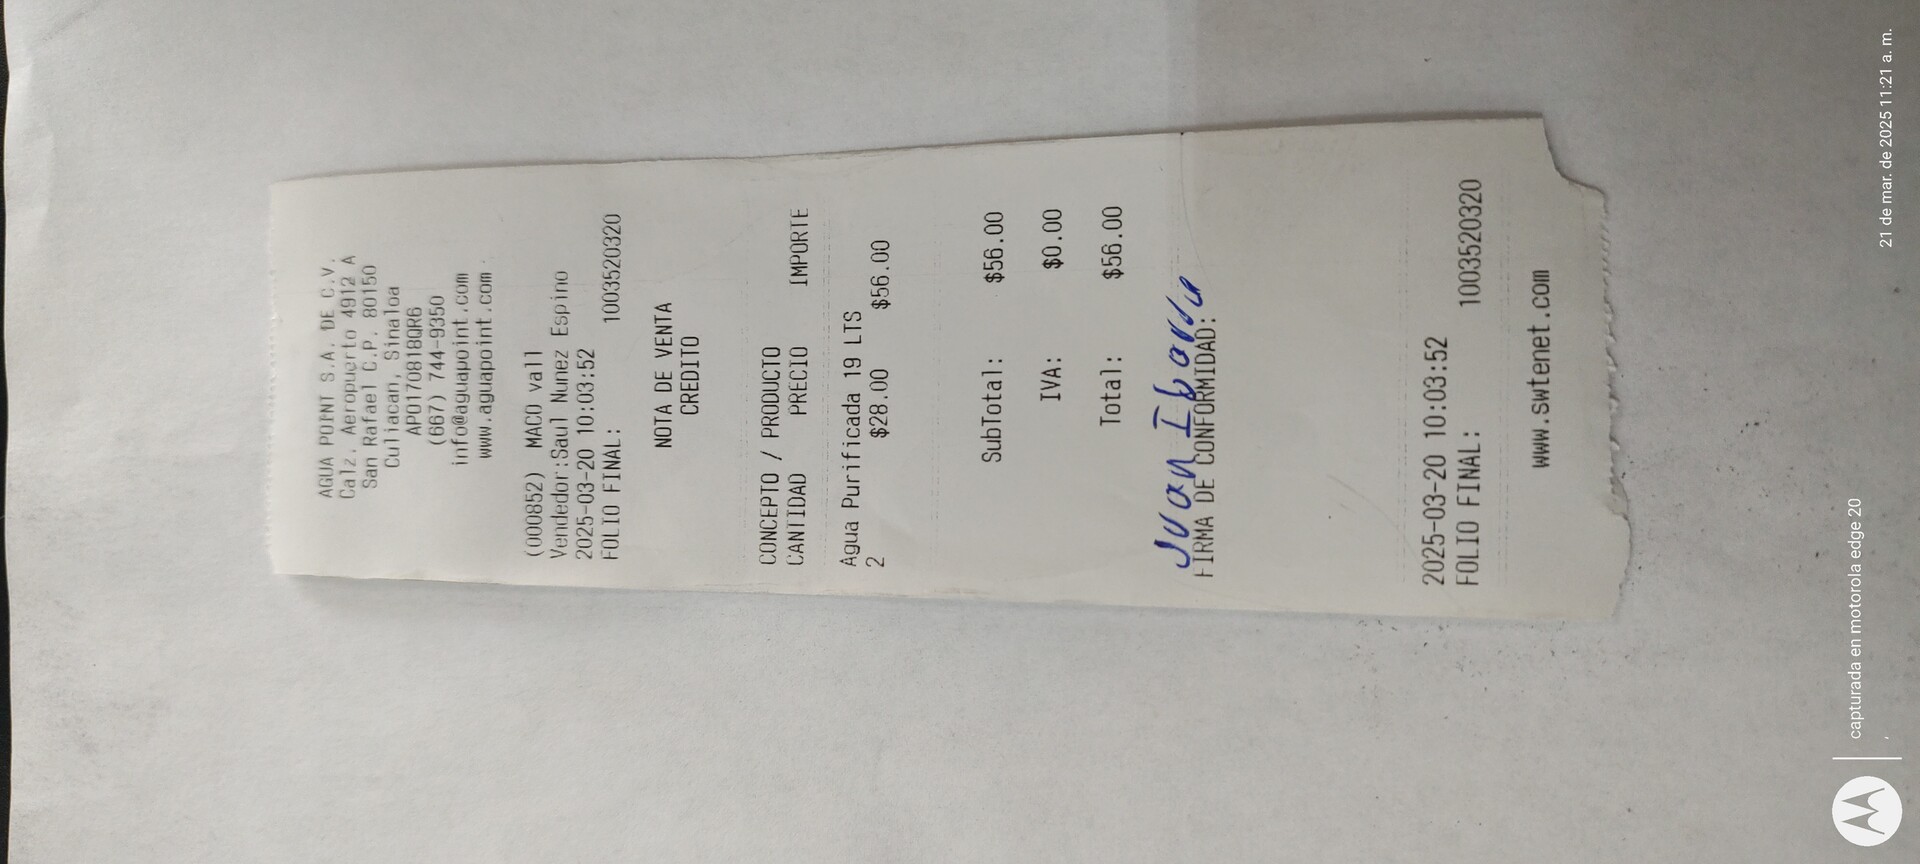 AGUA POINT S.A. DE C.V.
Calz. Aeropuerto 4912 A
San Rafael C.P. 80150
Culiacan, Sinaloa
APO170818QR6
(667) 744-9350
info@aguapoint.com
www.aguapoint.com
(000852) MACO vall
Vendedor:Saul Nunez Espino
2025-03-20 10:03:52
FOLIO FINAL: 1003520320
NOTA DE VENTA
CREDITO
CONCEPTO / PRODUCTO
CANTIDAD PRECIO IMPORTE
Agua Purificada 19 LTS
2 $28.00 $56.00
SubTotal: $56.00
IVA: $0.00
Total: $56.00
Juan Ibarra
FIRMA DE CONFORMIDAD:
2025-03-20 10:03:52
FOLIO FINAL: 1003520320
www.swtenet.com
capturada en motorola edge 20
21 de mar. de 2025 11:21 a. m.